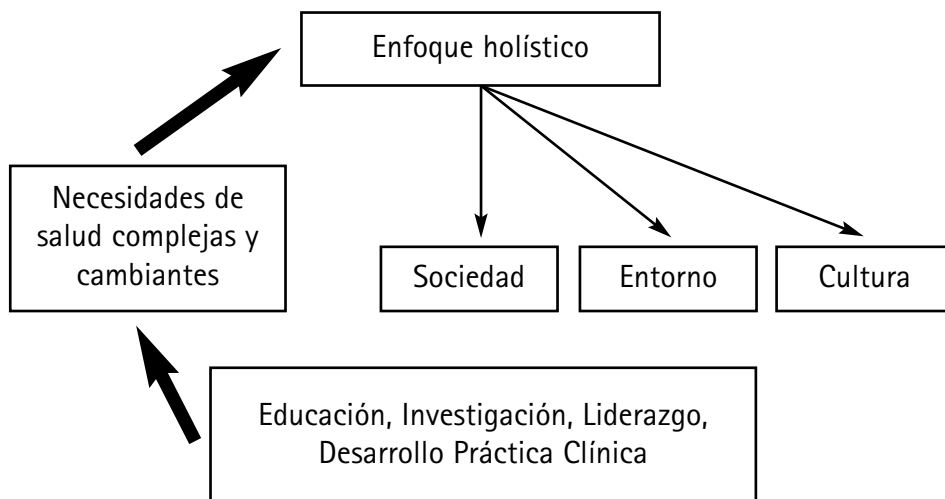 Enfoque holístico
Necesidades de
salud complejas y
cambiantes
Sociedad
Entorno
Cultura
Educación, Investigación, Liderazgo,
Desarrollo Práctica Clínica